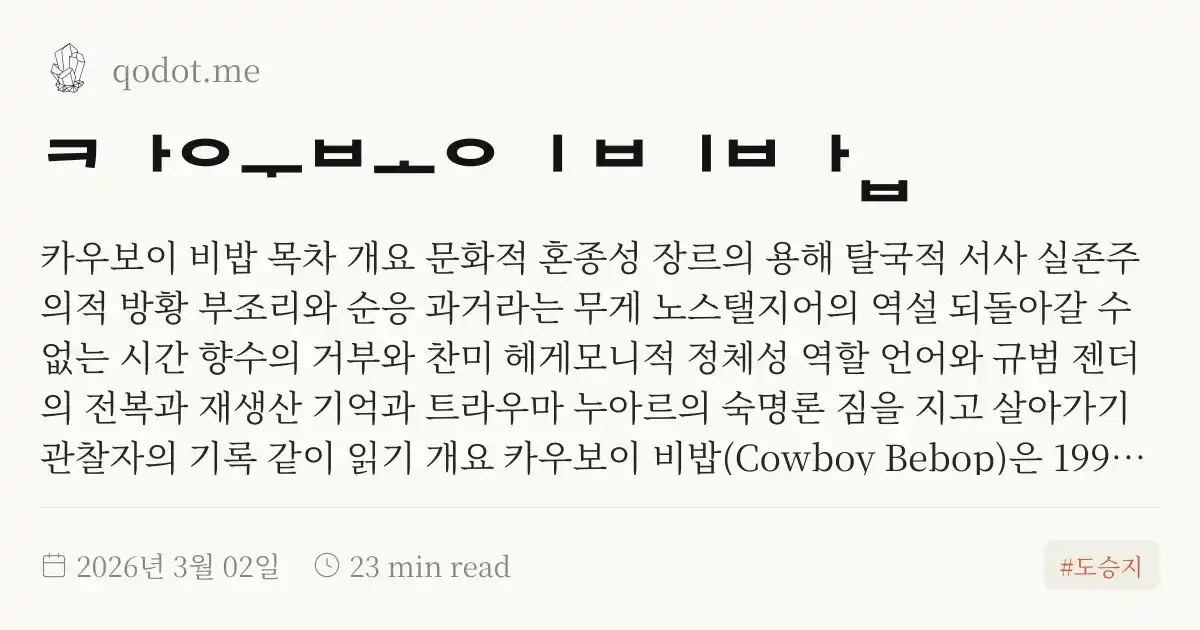 qodot.me
카우보이비밥
카우보이 비밥 목차 개요 문화적 혼종성 장르의 용해 탈국적 서사 실존주
의적 방황 부조리와 순응 과거라는 무게 노스탤지어의 역설 되돌아갈 수
없는 시간 향수의 거부와 찬미 헤게모니적 정체성 역할 언어와 규범 젠더
의 전복과 재생산 기억과 트라우마 누아르의 숙명론 짐을 지고 살아가기
관찰자의 기록 같이 읽기 개요 카우보이 비밥(Cowboy Bebop)은 199…
2026년 3월 02일 23 min read
#도승지